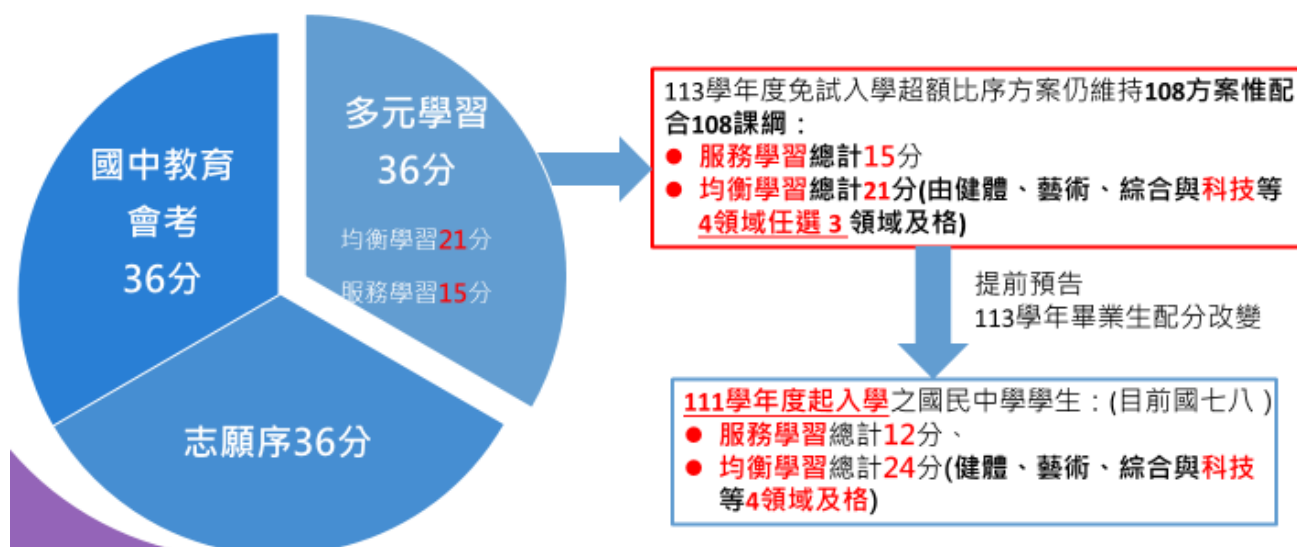 國中教育
會考
36分
多元學習
36分
均衡學習21分
服務學習15分
志願序36分
113學年度免試入學超額比序方案仍維持108方案惟配
合108課綱：
● 服務學習總計15分
● 均衡學習總計21分(由健體、藝術、綜合與科技等
4領域任選 3 領域及格)
提前預告
113學年畢業生配分改變
111學年度起入學之國民中學學生：(目前國七八 )
● 服務學習總計12分、
● 均衡學習總計24分(健體、藝術、綜合與科技
等4領域及格)